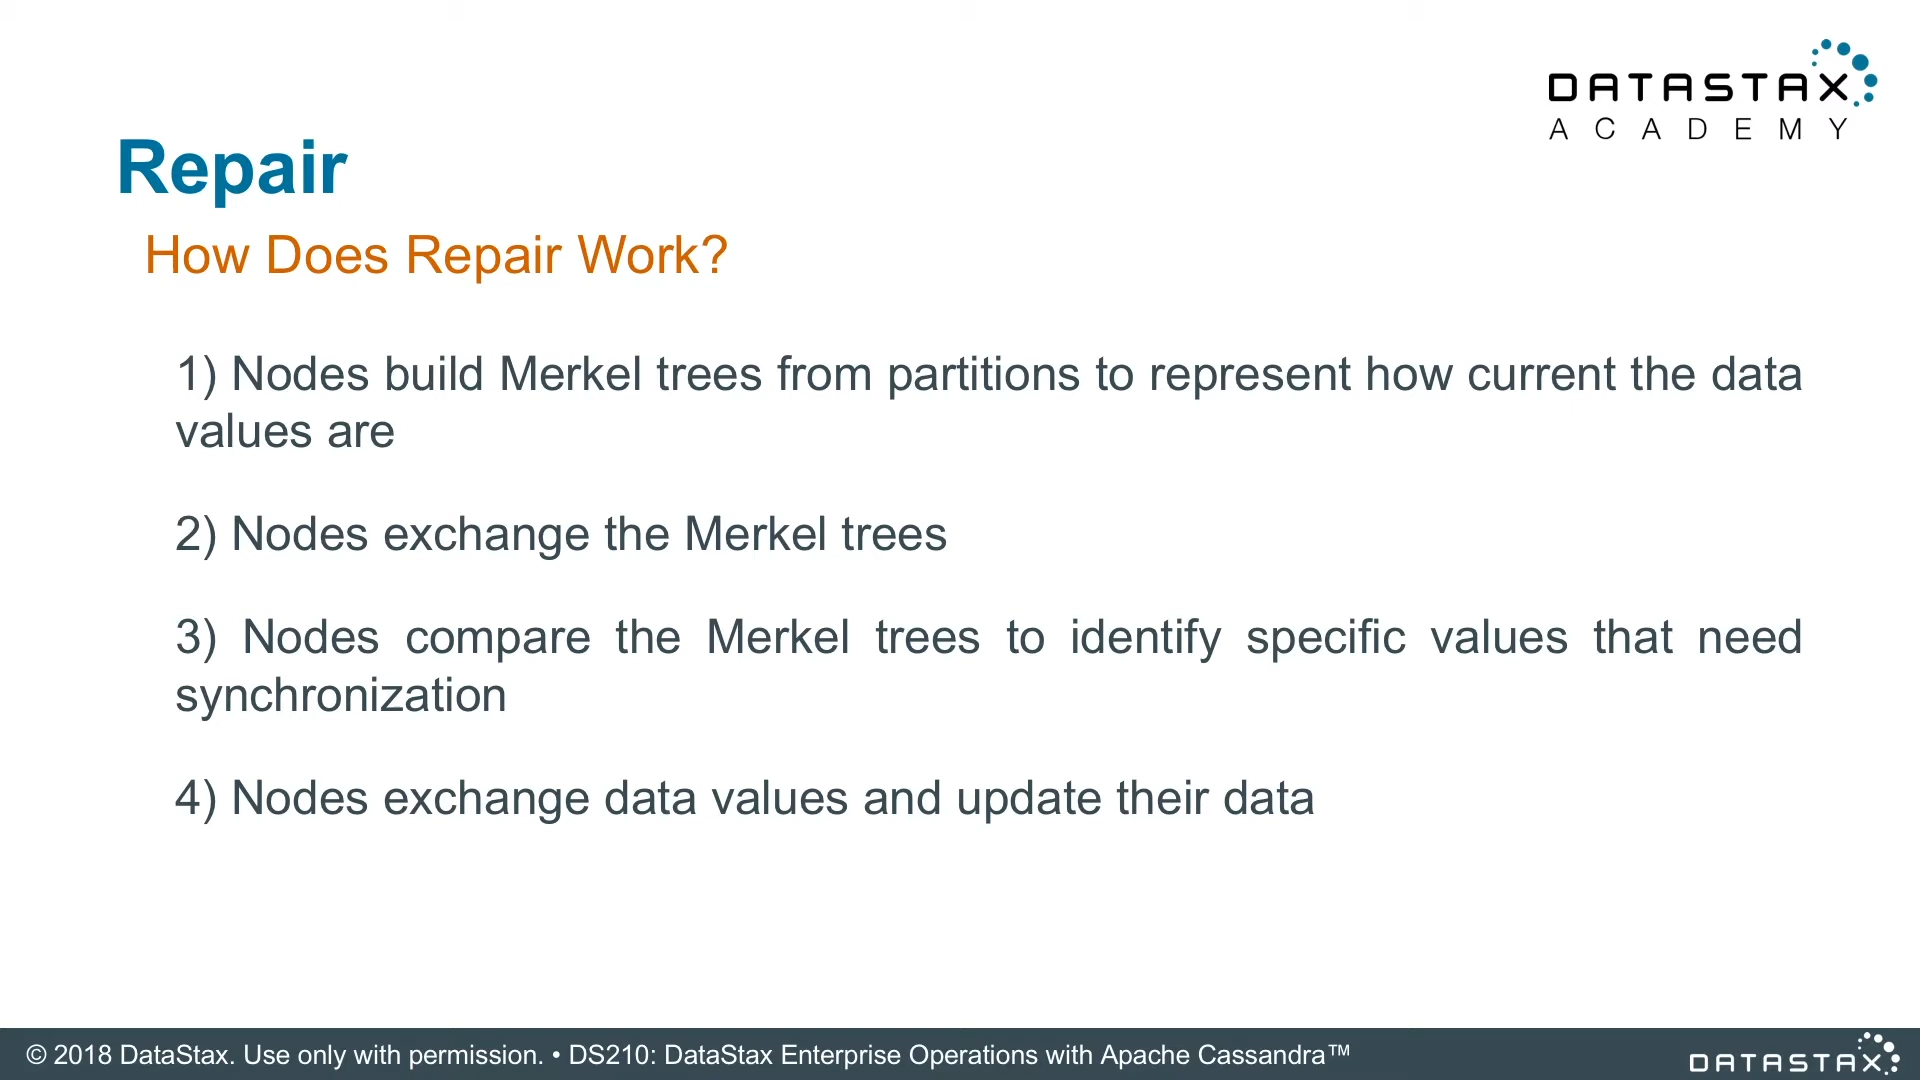 DATASTAX
ACADEMY
Repair
How Does Repair Work?
1) Nodes build Merkel trees from partitions to represent how current the data
values are
2) Nodes exchange the Merkel trees
3) Nodes compare the Merkel trees to identify specific values that need
synchronization
4) Nodes exchange data values and update their data
© 2018 DataStax. Use only with permission. • DS210: DataStax Enterprise Operations with Apache Cassandra™
DATASTAX